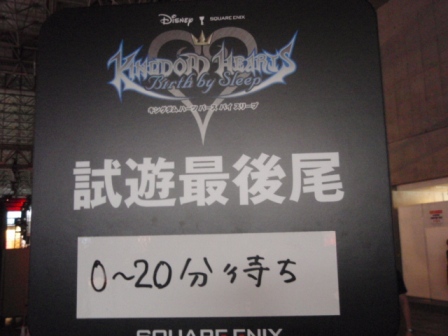 Disney SQUARE ENIX
KINGDOM HEARTS
Birth by Sleep
キングダム ハーツ バース バイ スリープ
試遊最後尾
0~20分待ち
SQUARE ENIX